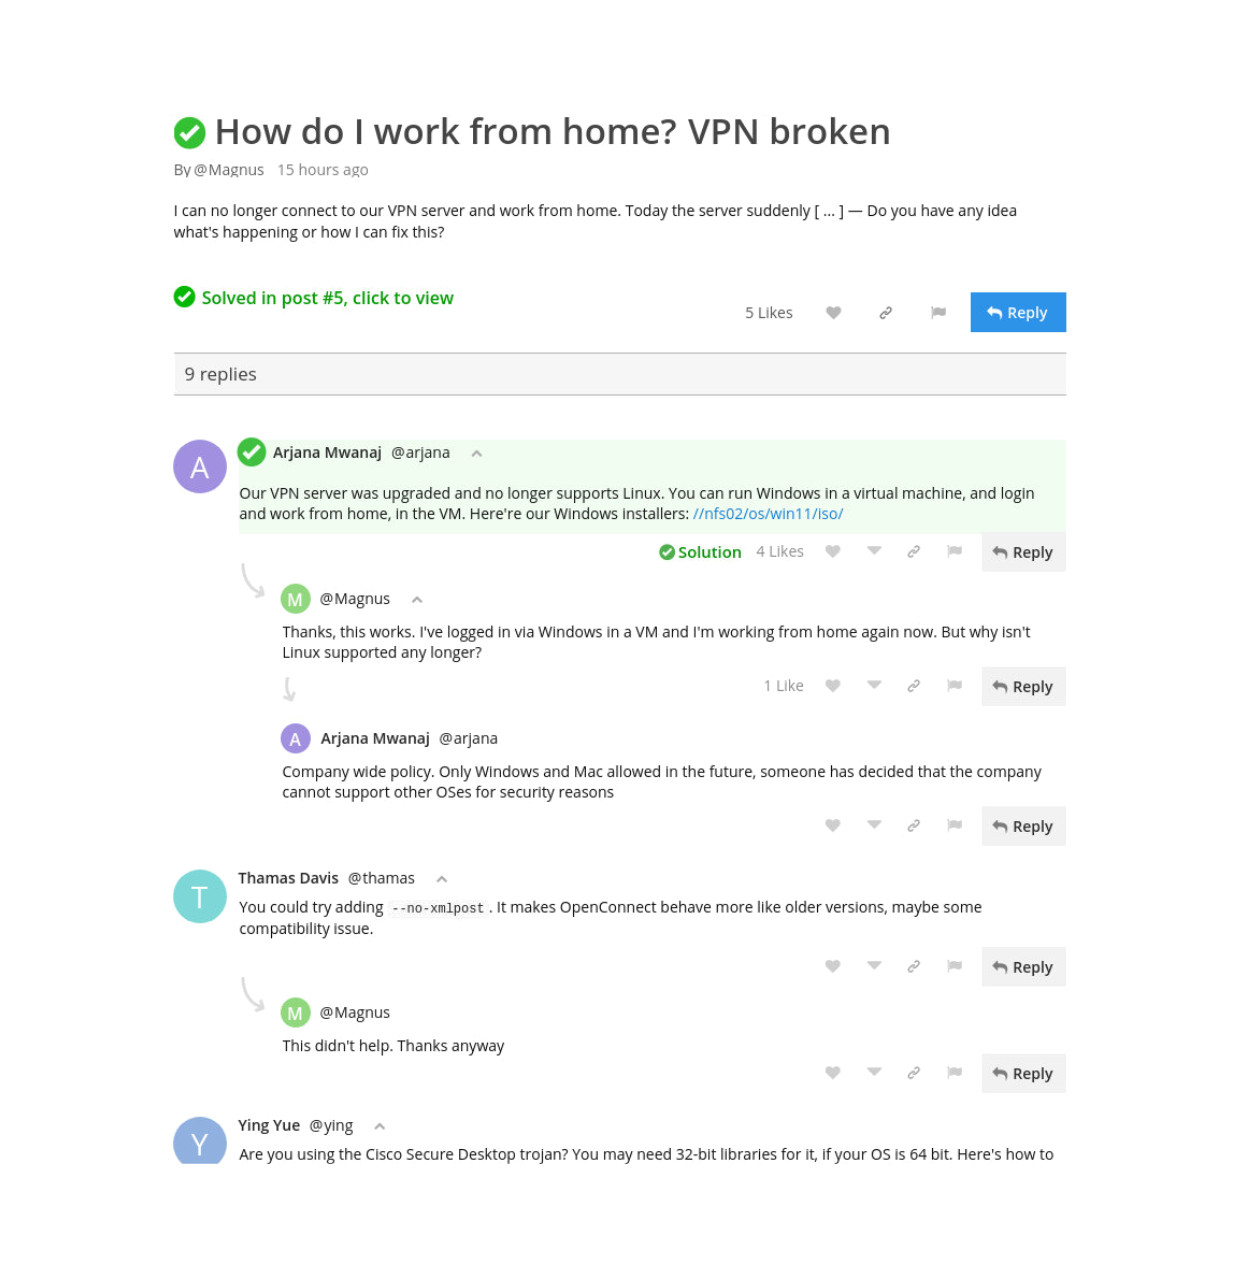 How do I work from home? VPN broken
By @Magnus 15 hours ago
I can no longer connect to our VPN server and work from home. Today the server suddenly [ ... ] — Do you have any idea
what's happening or how I can fix this?
Solved in post #5, click to view
5 Likes Reply
9 replies
A
Arjana Mwanaj @arjana
Our VPN server was upgraded and no longer supports Linux. You can run Windows in a virtual machine, and login
and work from home, in the VM. Here're our Windows installers: //nfs02/os/win11/iso/
Solution 4 Likes Reply
M @Magnus
Thanks, this works. I've logged in via Windows in a VM and I'm working from home again now. But why isn't
Linux supported any longer?
1 Like Reply
A Arjana Mwanaj @arjana
Company wide policy. Only Windows and Mac allowed in the future, someone has decided that the company
cannot support other OSes for security reasons
Reply
T
Thamas Davis @thamas
You could try adding --no-xmlpost. It makes OpenConnect behave more like older versions, maybe some
compatibility issue.
Reply
M @Magnus
This didn't help. Thanks anyway
Reply
Y
Ying Yue @ying
Are you using the Cisco Secure Desktop trojan? You may need 32-bit libraries for it, if your OS is 64 bit. Here's how to